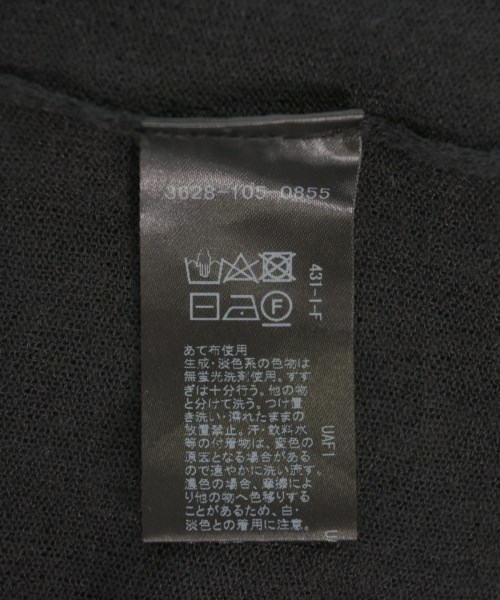 3628-105-0855
431-I-F
F
あて布使用
生成・淡色系の色物は
無蛍光洗剤使用。すす
ぎは十分行う。他の物
と分けて洗う。つけ置
き洗い・濡れたままの
放置禁止。汗・飲料水
等の付着物は、変色の
原因となる場合がある
ので速やかに洗い流す。
濃色の場合、摩擦によ
り他の物へ色移りする
ことがあるため、白・
淡色との着用に注意。
UAF1